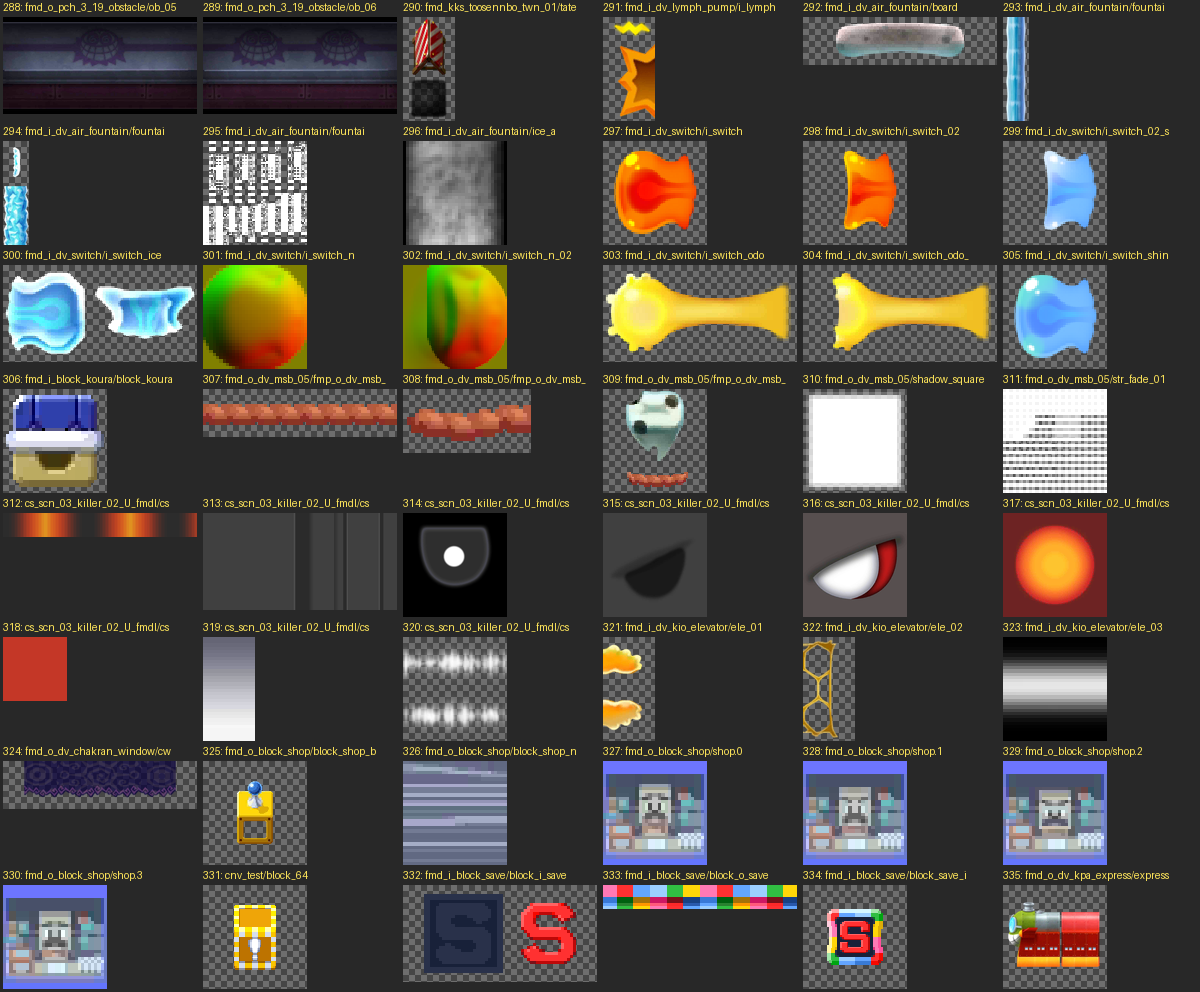 288: fmd_o_pch_3_19_obstacle/ob_05
289: fmd_o_pch_3_19_obstacle/ob_06
290: fmd_kks_toosennbo_twn_01/tate
291: fmd_i_dv_lymph_pump/i_lymph
292: fmd_i_dv_air_fountain/board
293: fmd_i_dv_air_fountain/fountai
294: fmd_i_dv_air_fountain/fountai
295: fmd_i_dv_air_fountain/fountai
296: fmd_i_dv_air_fountain/ice_a
297: fmd_i_dv_switch/i_switch
298: fmd_i_dv_switch/i_switch_02
299: fmd_i_dv_switch/i_switch_02_s
300: fmd_i_dv_switch/i_switch_ice
301: fmd_i_dv_switch/i_switch_n
302: fmd_i_dv_switch/i_switch_n_02
303: fmd_i_dv_switch/i_switch_odo
304: fmd_i_dv_switch/i_switch_odo_
305: fmd_i_dv_switch/i_switch_shin
306: fmd_i_block_koura/block_koura
307: fmd_o_dv_msb_05/fmp_o_dv_msb_
308: fmd_o_dv_msb_05/fmp_o_dv_msb_
309: fmd_o_dv_msb_05/fmp_o_dv_msb_
310: fmd_o_dv_msb_05/shadow_square
311: fmd_o_dv_msb_05/str_fade_01
312: cs_scn_03_killer_02_U_fmdl/cs
313: cs_scn_03_killer_02_U_fmdl/cs
314: cs_scn_03_killer_02_U_fmdl/cs
315: cs_scn_03_killer_02_U_fmdl/cs
316: cs_scn_03_killer_02_U_fmdl/cs
317: cs_scn_03_killer_02_U_fmdl/cs
318: cs_scn_03_killer_02_U_fmdl/cs
319: cs_scn_03_killer_02_U_fmdl/cs
320: cs_scn_03_killer_02_U_fmdl/cs
321: fmd_i_dv_kio_elevator/ele_01
322: fmd_i_dv_kio_elevator/ele_02
323: fmd_i_dv_kio_elevator/ele_03
324: fmd_o_dv_chakran_window/cw
325: fmd_o_block_shop/block_shop_b
326: fmd_o_block_shop/block_shop_n
327: fmd_o_block_shop/shop.0
328: fmd_o_block_shop/shop.1
329: fmd_o_block_shop/shop.2
330: fmd_o_block_shop/shop.3
331: cnv_test/block_64
332: fmd_i_block_save/block_i_save
333: fmd_i_block_save/block_o_save
334: fmd_i_block_save/block_save_i
335: fmd_o_dv_kpa_express/express
!
S S
S